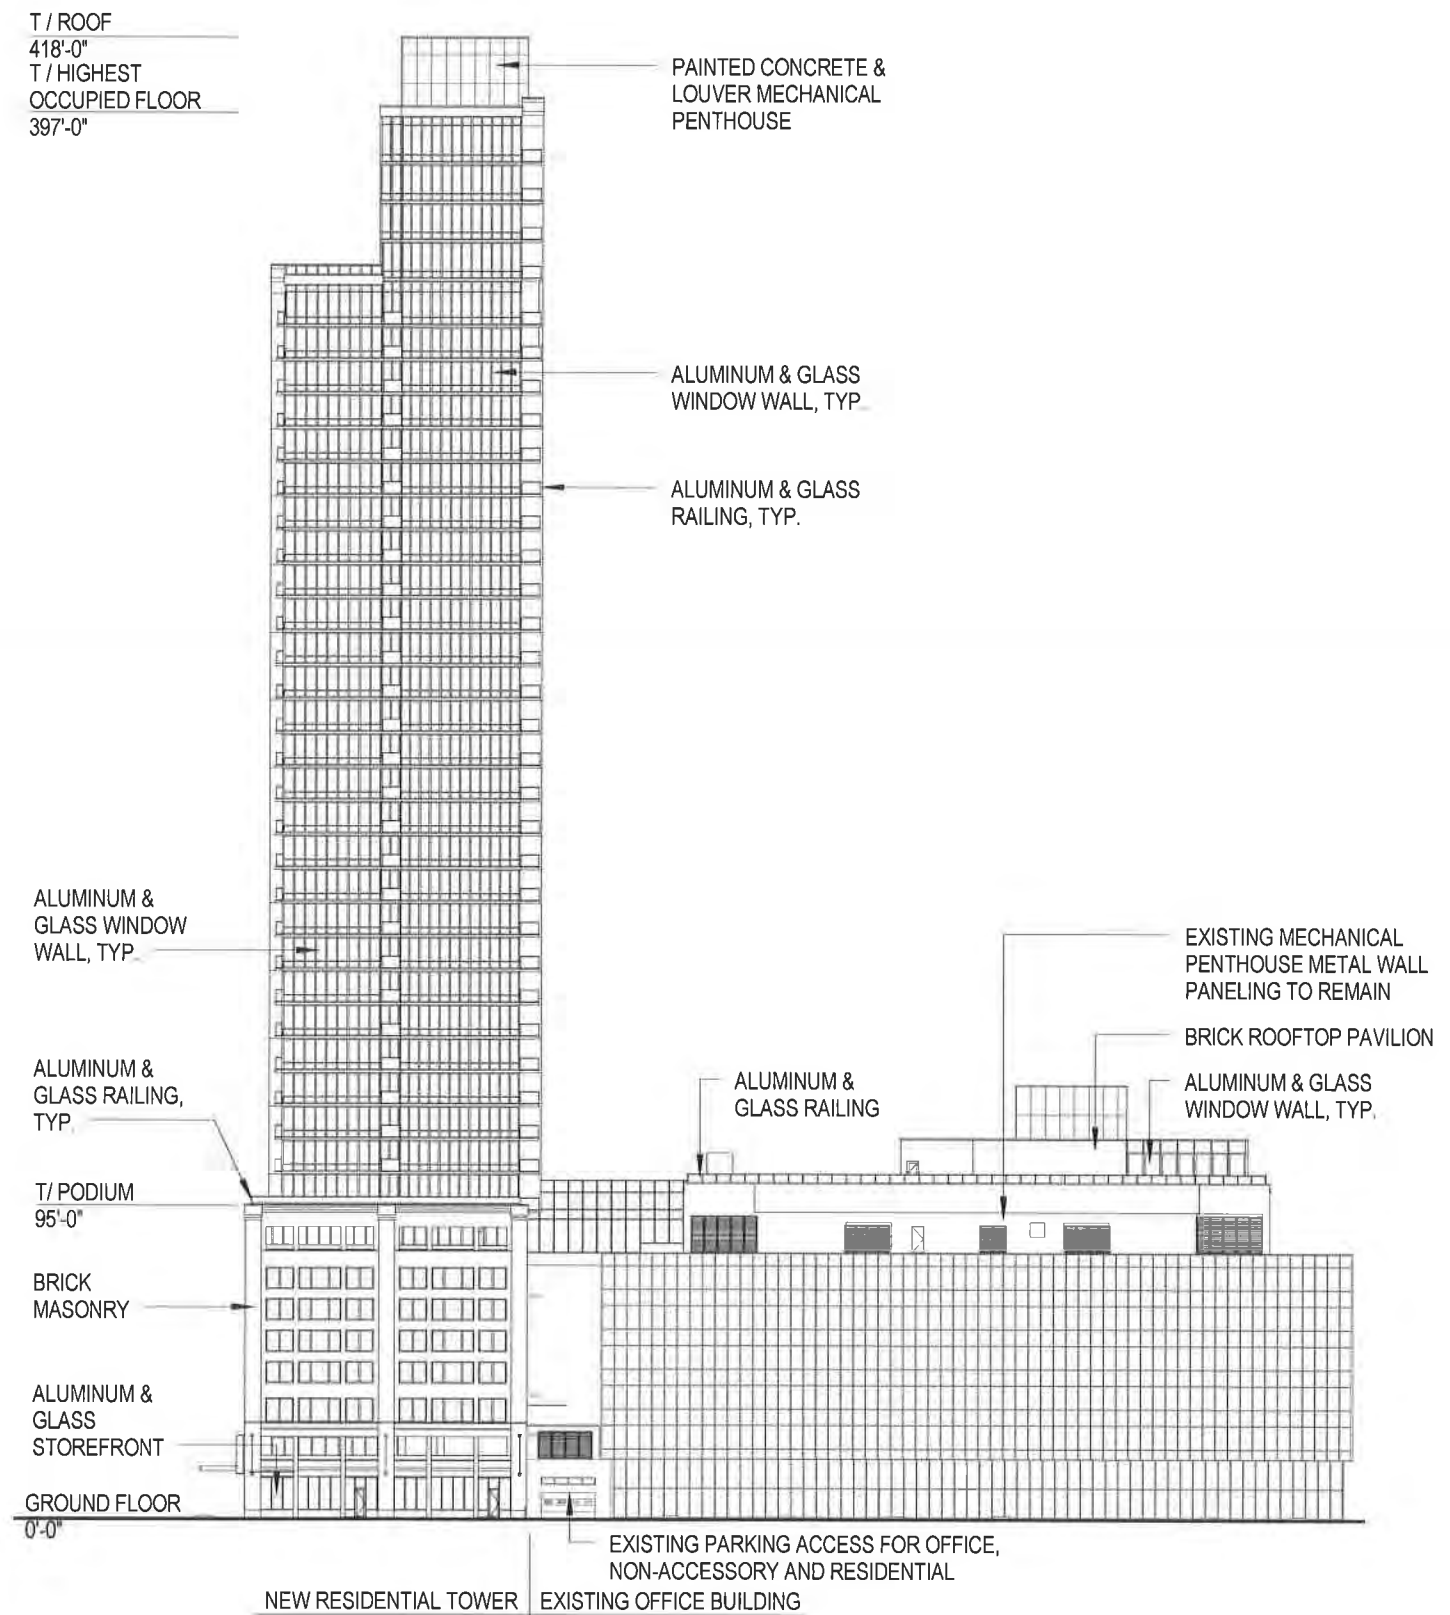 T / ROOF
418'-0"
T / HIGHEST
OCCUPIED FLOOR
397'-0"
PAINTED CONCRETE &
LOUVER MECHANICAL
PENTHOUSE
ALUMINUM & GLASS
WINDOW WALL, TYP.
ALUMINUM & GLASS
RAILING, TYP.
ALUMINUM &
GLASS WINDOW
WALL, TYP.
EXISTING MECHANICAL
PENTHOUSE METAL WALL
PANELING TO REMAIN
BRICK ROOFTOP PAVILION
ALUMINUM & GLASS
WINDOW WALL, TYP.
ALUMINUM &
GLASS RAILING
ALUMINUM &
GLASS RAILING,
TYP.
T/ PODIUM
95'-0"
BRICK
MASONRY
ALUMINUM &
GLASS
STOREFRONT
GROUND FLOOR
0'-0"
EXISTING PARKING ACCESS FOR OFFICE,
NON-ACCESSORY AND RESIDENTIAL
NEW RESIDENTIAL TOWER
EXISTING OFFICE BUILDING